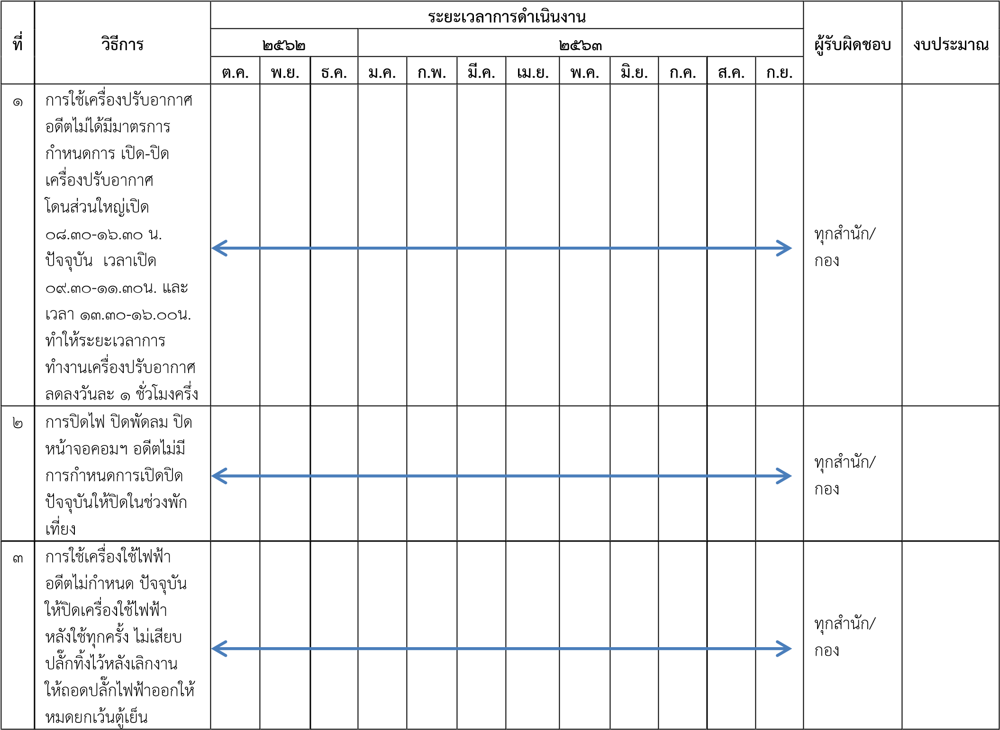 ที่ วิธีการ ระยะเวลาการดำเนินงาน ผู้รับผิดชอบ งบประมาณ
๒๕๖๒ ๒๕๖๓
ต.ค. พ.ย. ธ.ค. ม.ค. ก.พ. มี.ค. เม.ย. พ.ค. มิ.ย. ก.ค. ส.ค. ก.ย.
๑ การใช้เครื่องปรับอากาศ
อดีตไม่ได้มีมาตรการ
กำหนดการ เปิด-ปิด
เครื่องปรับอากาศ
โดนส่วนใหญ่เปิด
๐๘.๓๐-๑๖.๓๐ น.
ปัจจุบัน เวลาเปิด
๐๙.๓๐-๑๑.๓๐น. และ
เวลา ๑๓.๓๐-๑๖.๐๐น.
ทำให้ระยะเวลาการ
ทำงานเครื่องปรับอากาศ
ลดลงวันละ ๑ ชั่วโมงครึ่ง
ทุกสำนัก/
กอง
๒ การปิดไฟ ปิดพัดลม ปิด
หน้าจอคอมฯ อดีตไม่มี
การกำหนดการเปิดปิด
ปัจจุบันให้ปิดในช่วงพัก
เที่ยง
ทุกสำนัก/
กอง
๓ การใช้เครื่องใช้ไฟฟ้า
อดีตไม่กำหนด ปัจจุบัน
ให้ปิดเครื่องใช้ไฟฟ้า
หลังใช้ทุกครั้ง ไม่เสียบ
ปลั๊กทิ้งไว้หลังเลิกงาน
ให้ถอดปลั๊กไฟฟ้าออกให้
หมดยกเว้นตู้เย็น
ทุกสำนัก/
กอง